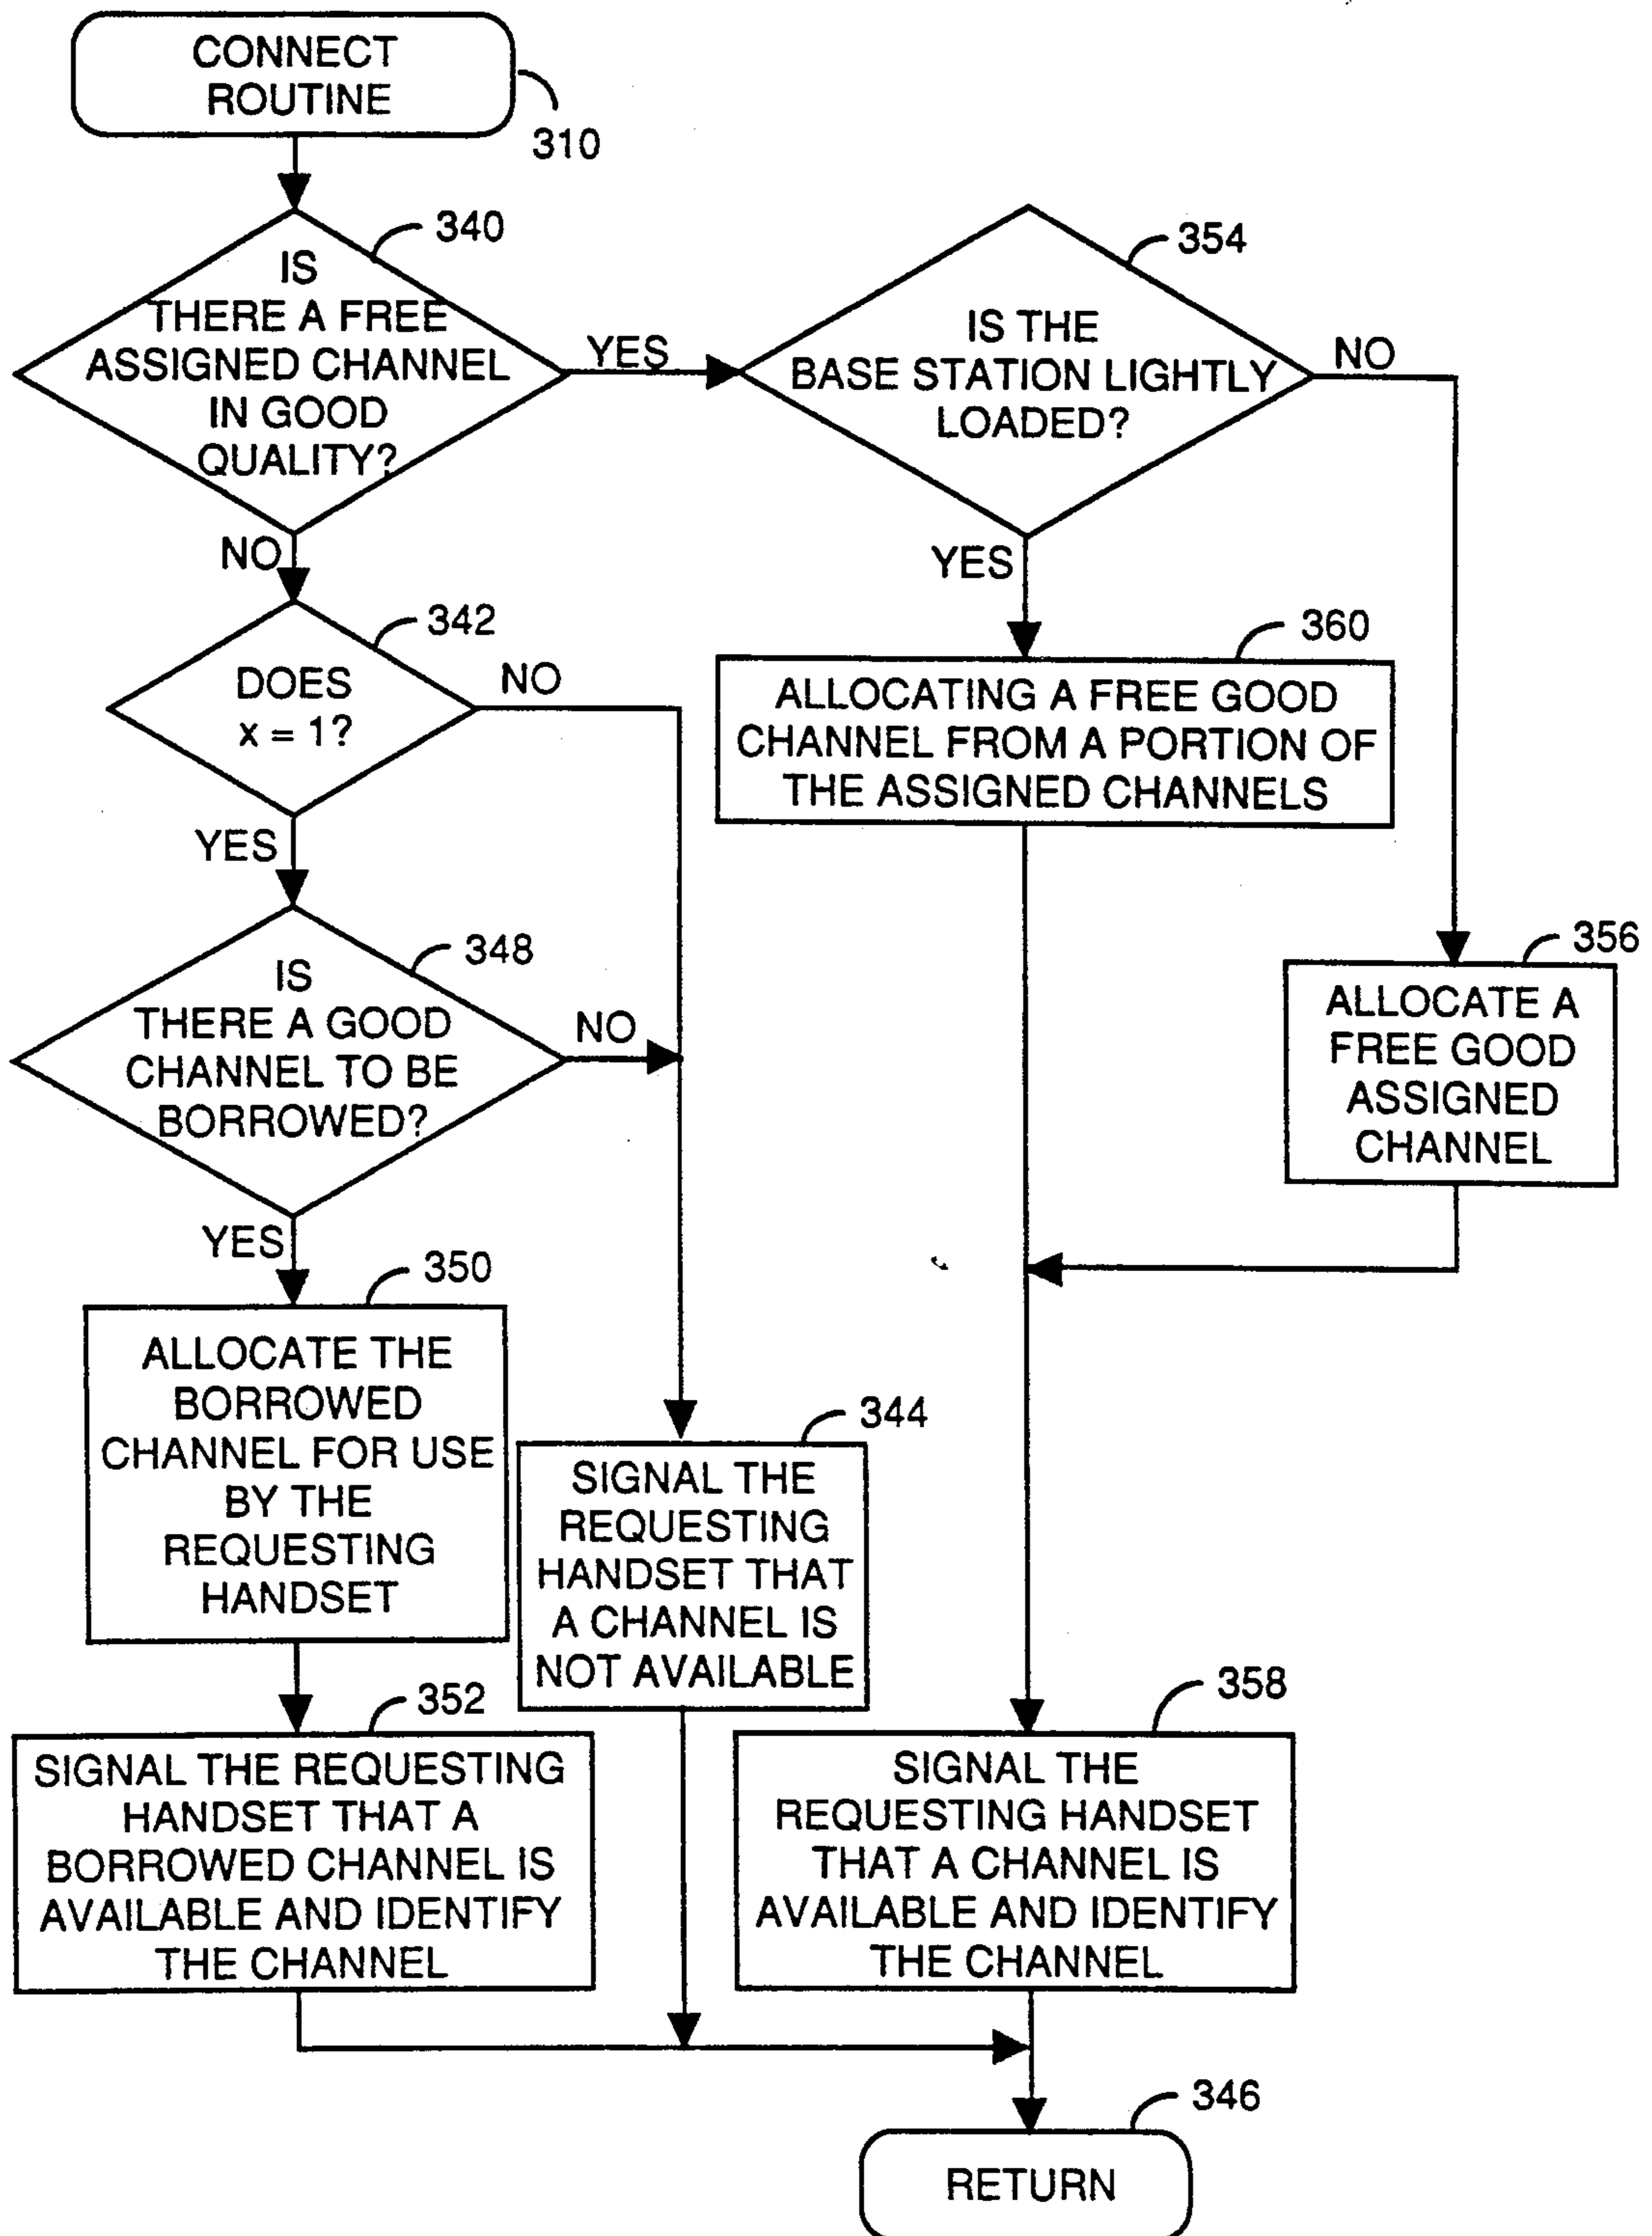 CONNECT
ROUTINE
310
340
IS
THERE A FREE
ASSIGNED CHANNEL
IN GOOD
QUALITY?
YES
NO
354
IS THE
BASE STATION LIGHTLY
LOADED?
NO
YES
342
DOES
x = 1?
NO
YES
360
ALLOCATING A FREE GOOD
CHANNEL FROM A PORTION OF
THE ASSIGNED CHANNELS
348
IS
THERE A GOOD
CHANNEL TO BE
BORROWED?
NO
YES
356
ALLOCATE A
FREE GOOD
ASSIGNED
CHANNEL
350
ALLOCATE THE
BORROWED
CHANNEL FOR USE
BY THE
REQUESTING
HANDSET
344
SIGNAL THE
REQUESTING
HANDSET THAT
A CHANNEL IS
NOT AVAILABLE
352
SIGNAL THE REQUESTING
HANDSET THAT A
BORROWED CHANNEL IS
AVAILABLE AND IDENTIFY
THE CHANNEL
358
SIGNAL THE
REQUESTING HANDSET
THAT A CHANNEL IS
AVAILABLE AND IDENTIFY
THE CHANNEL
346
RETURN